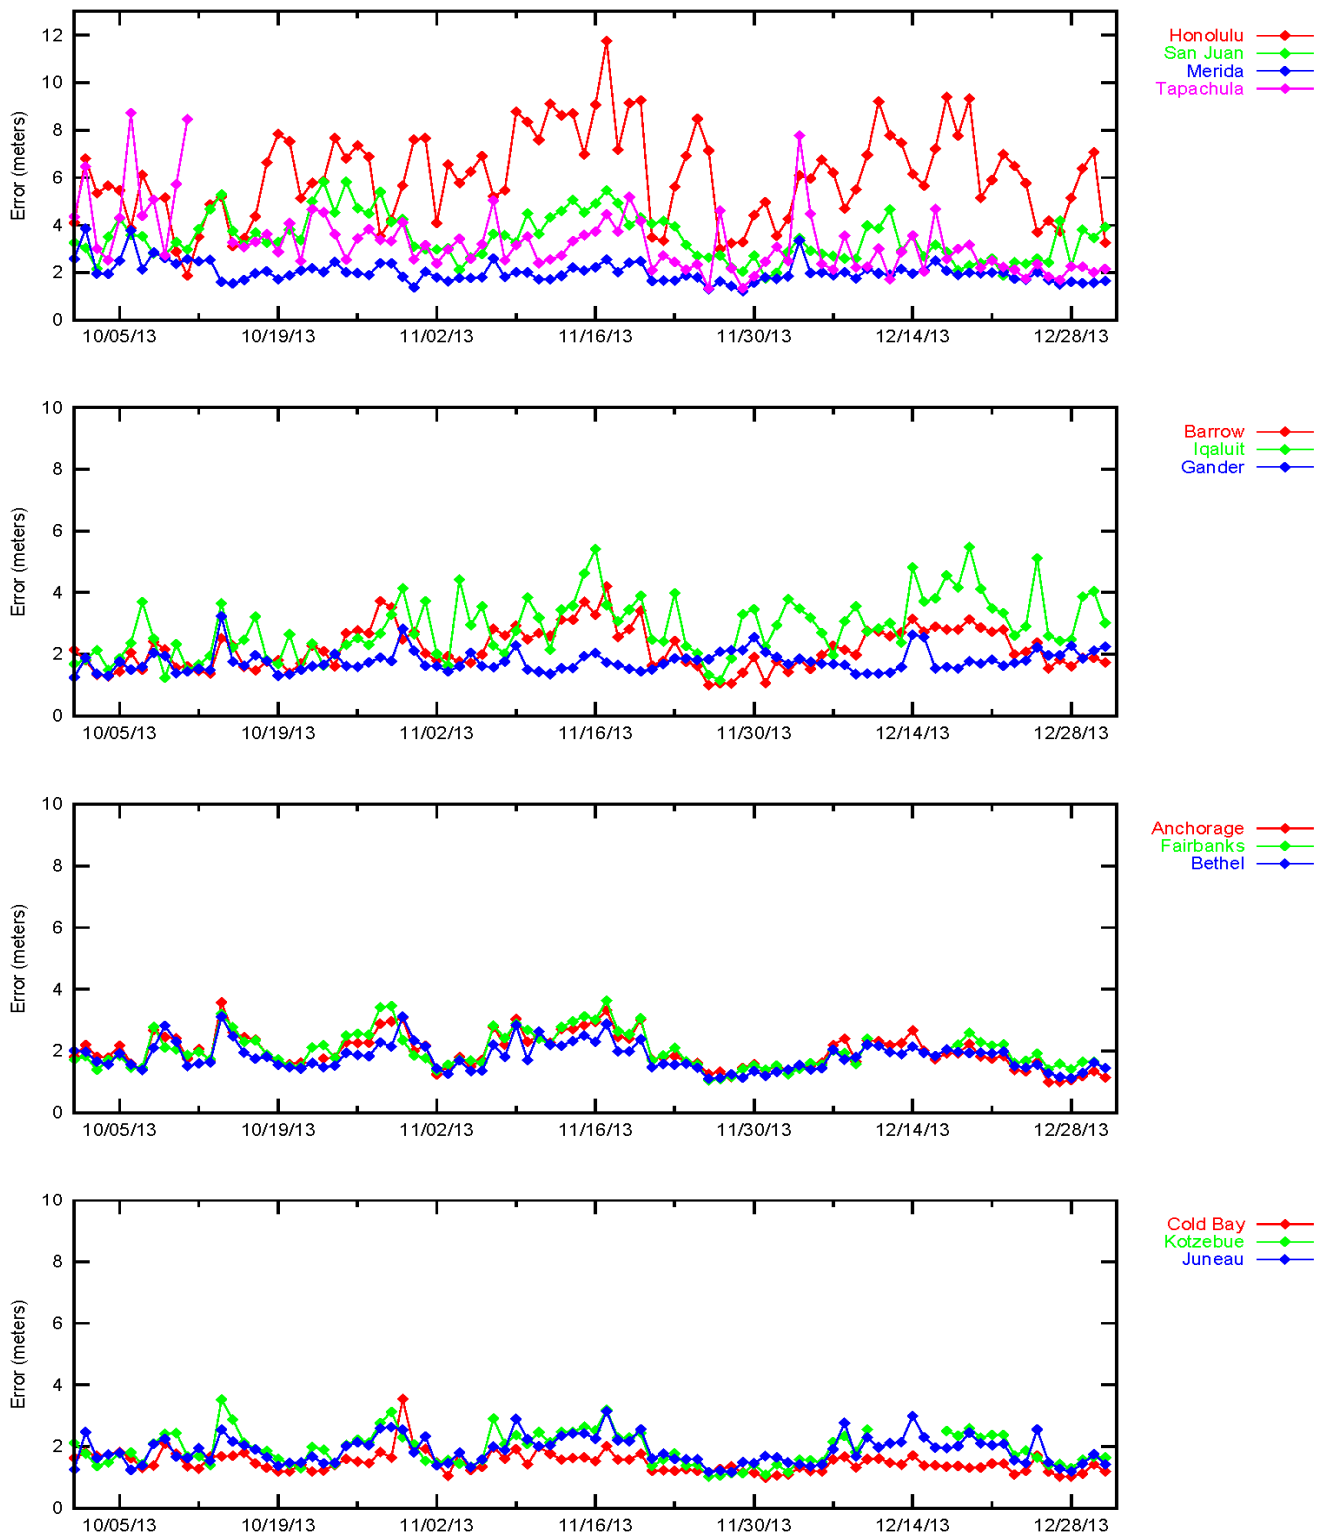 12
10
8
6
4
2
0
Error (meters)
10/05/13 10/19/13 11/02/13 11/16/13 11/30/13 12/14/13 12/28/13
Honolulu
San Juan
Merida
Tapachula
10
8
6
4
2
0
Error (meters)
10/05/13 10/19/13 11/02/13 11/16/13 11/30/13 12/14/13 12/28/13
Barrow
Iqaluit
Gander
10
8
6
4
2
0
Error (meters)
10/05/13 10/19/13 11/02/13 11/16/13 11/30/13 12/14/13 12/28/13
Anchorage
Fairbanks
Bethel
10
8
6
4
2
0
Error (meters)
10/05/13 10/19/13 11/02/13 11/16/13 11/30/13 12/14/13 12/28/13
Cold Bay
Kotzebue
Juneau